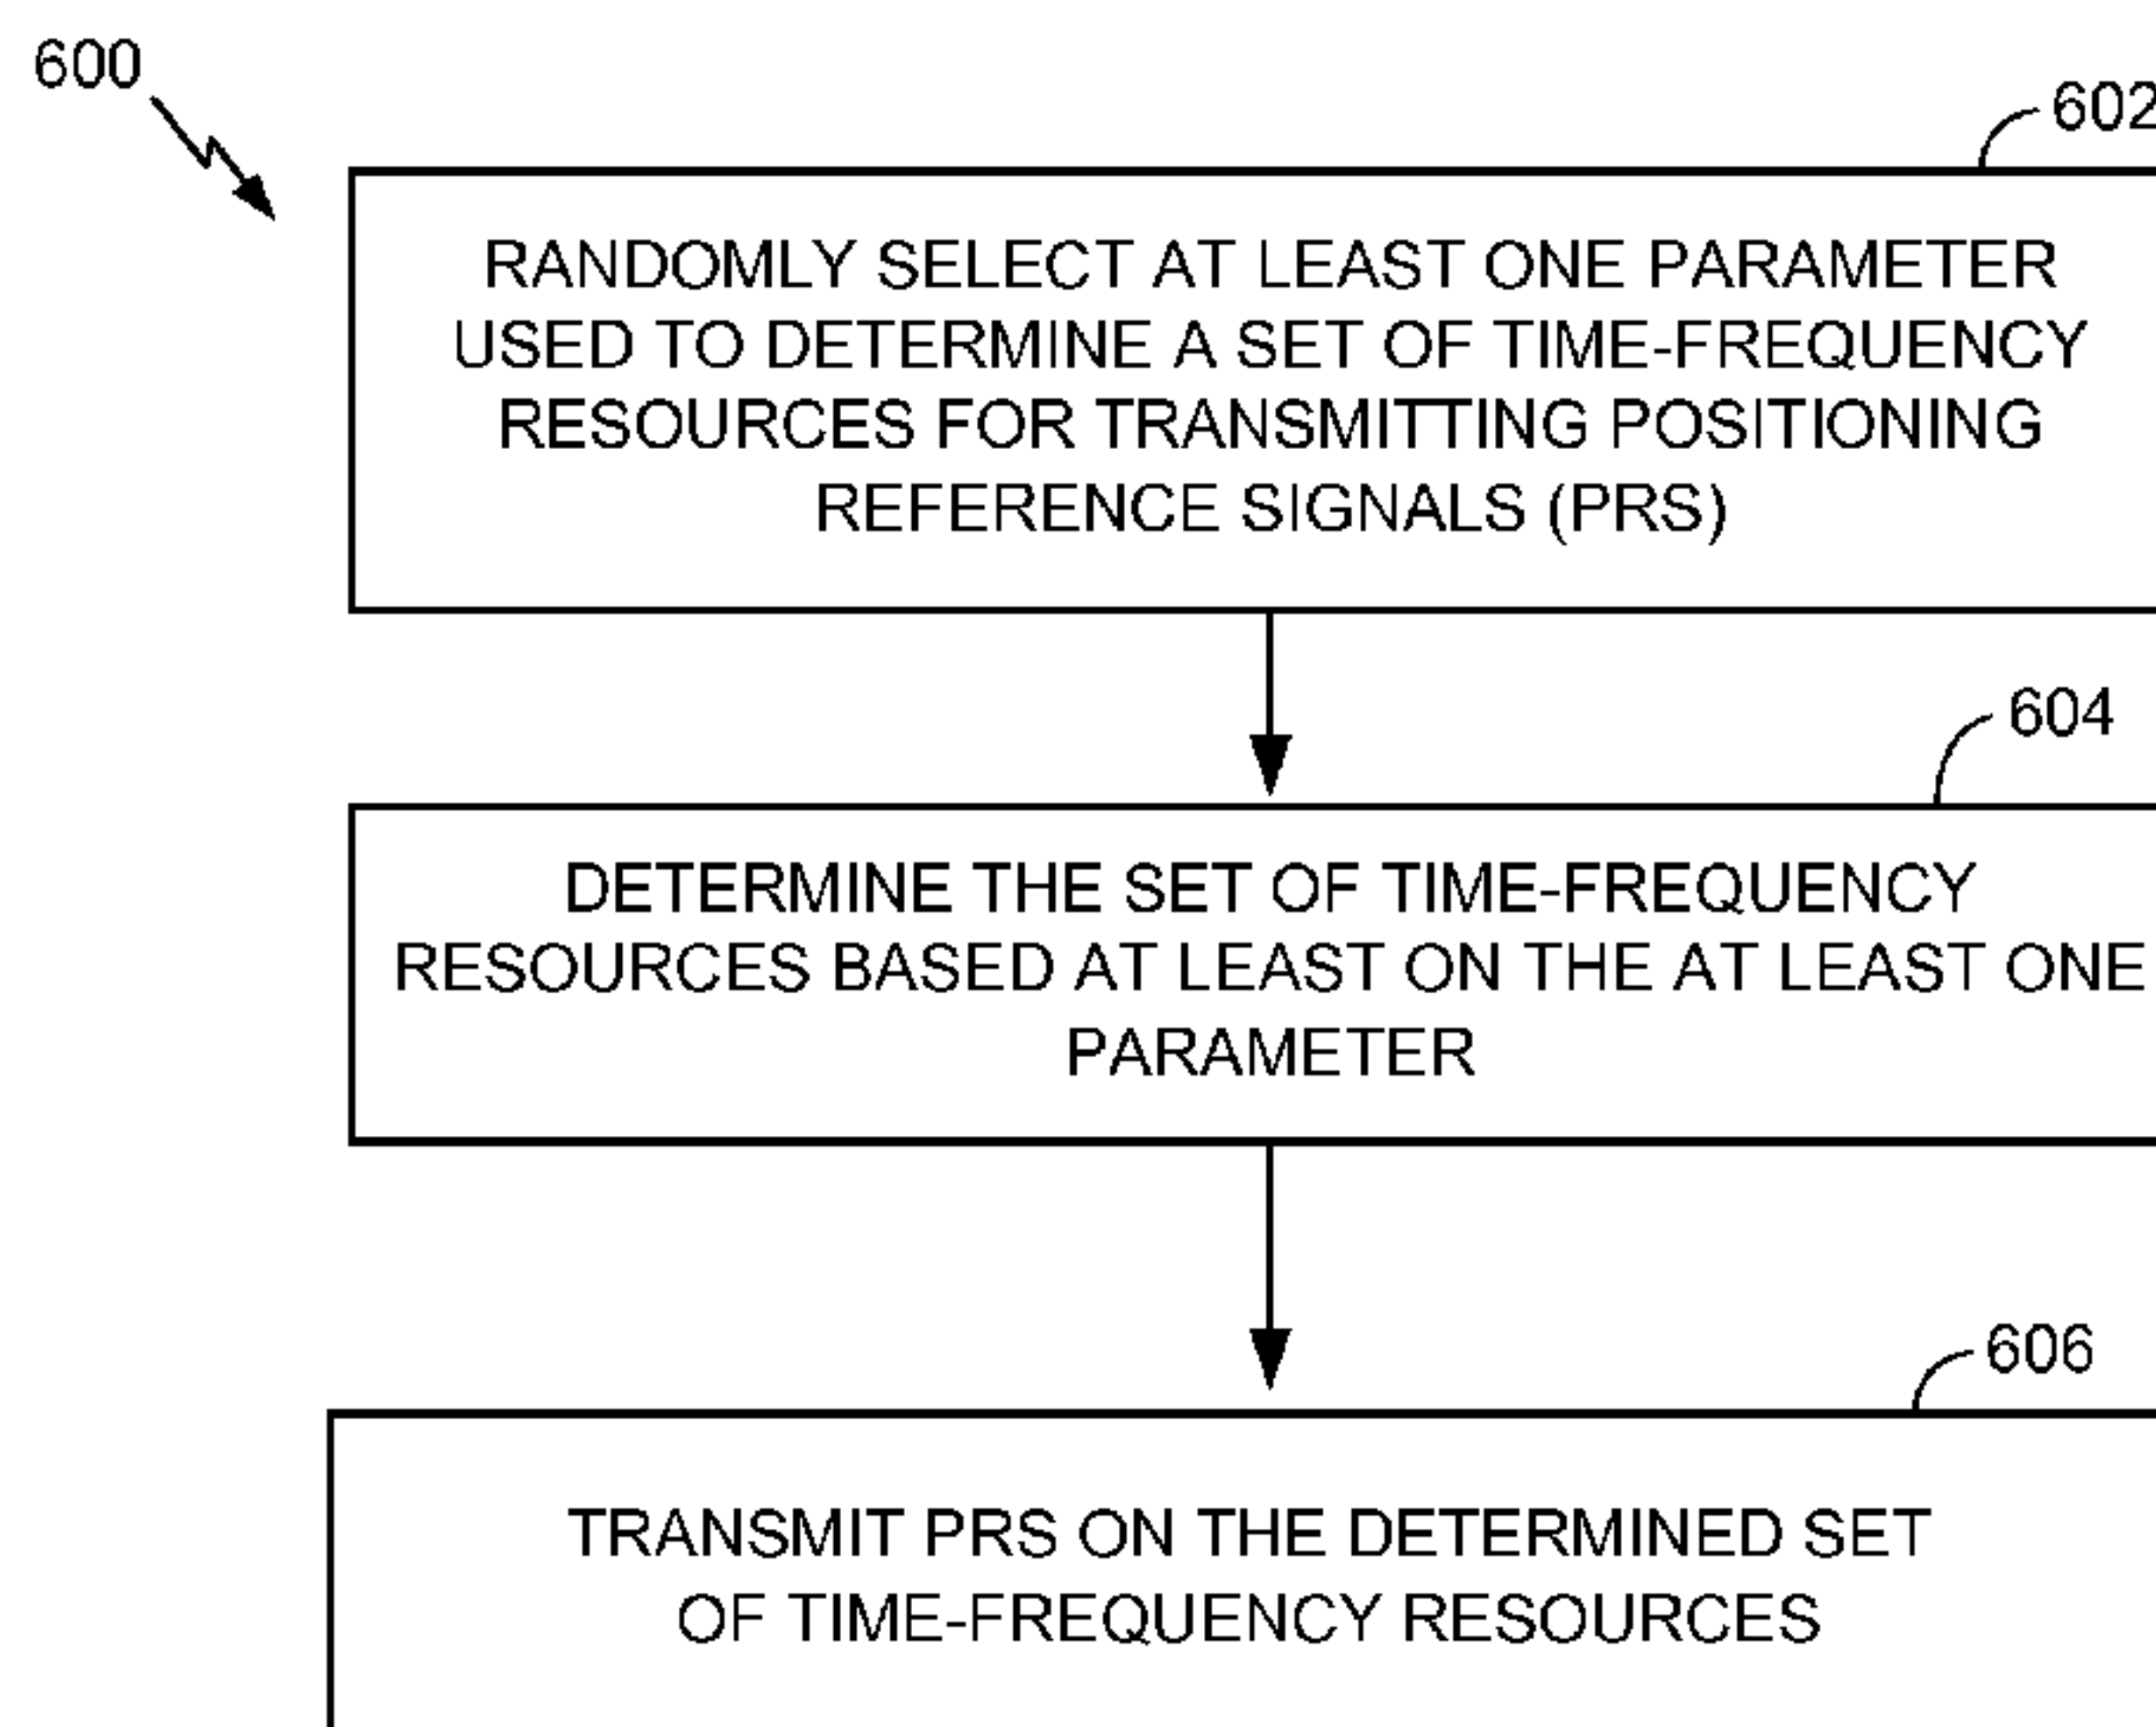 600
602
RANDOMLY SELECT AT LEAST ONE PARAMETER
USED TO DETERMINE A SET OF TIME-FREQUENCY
RESOURCES FOR TRANSMITTING POSITIONING
REFERENCE SIGNALS (PRS)
604
DETERMINE THE SET OF TIME-FREQUENCY
RESOURCES BASED AT LEAST ON THE AT LEAST ONE
PARAMETER
606
TRANSMIT PRS ON THE DETERMINED SET
OF TIME-FREQUENCY RESOURCES